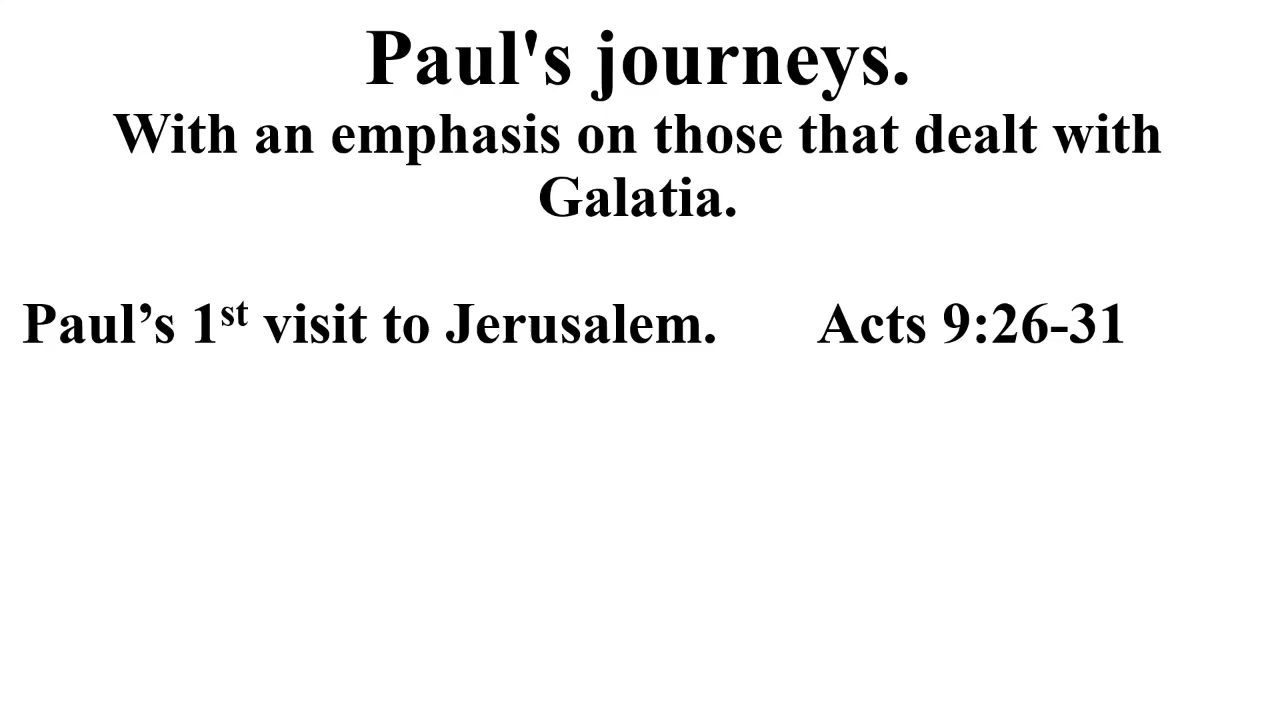 Paul's journeys.
With an emphasis on those that dealt with
Galatia.
Paul’s 1st visit to Jerusalem. Acts 9:26-31